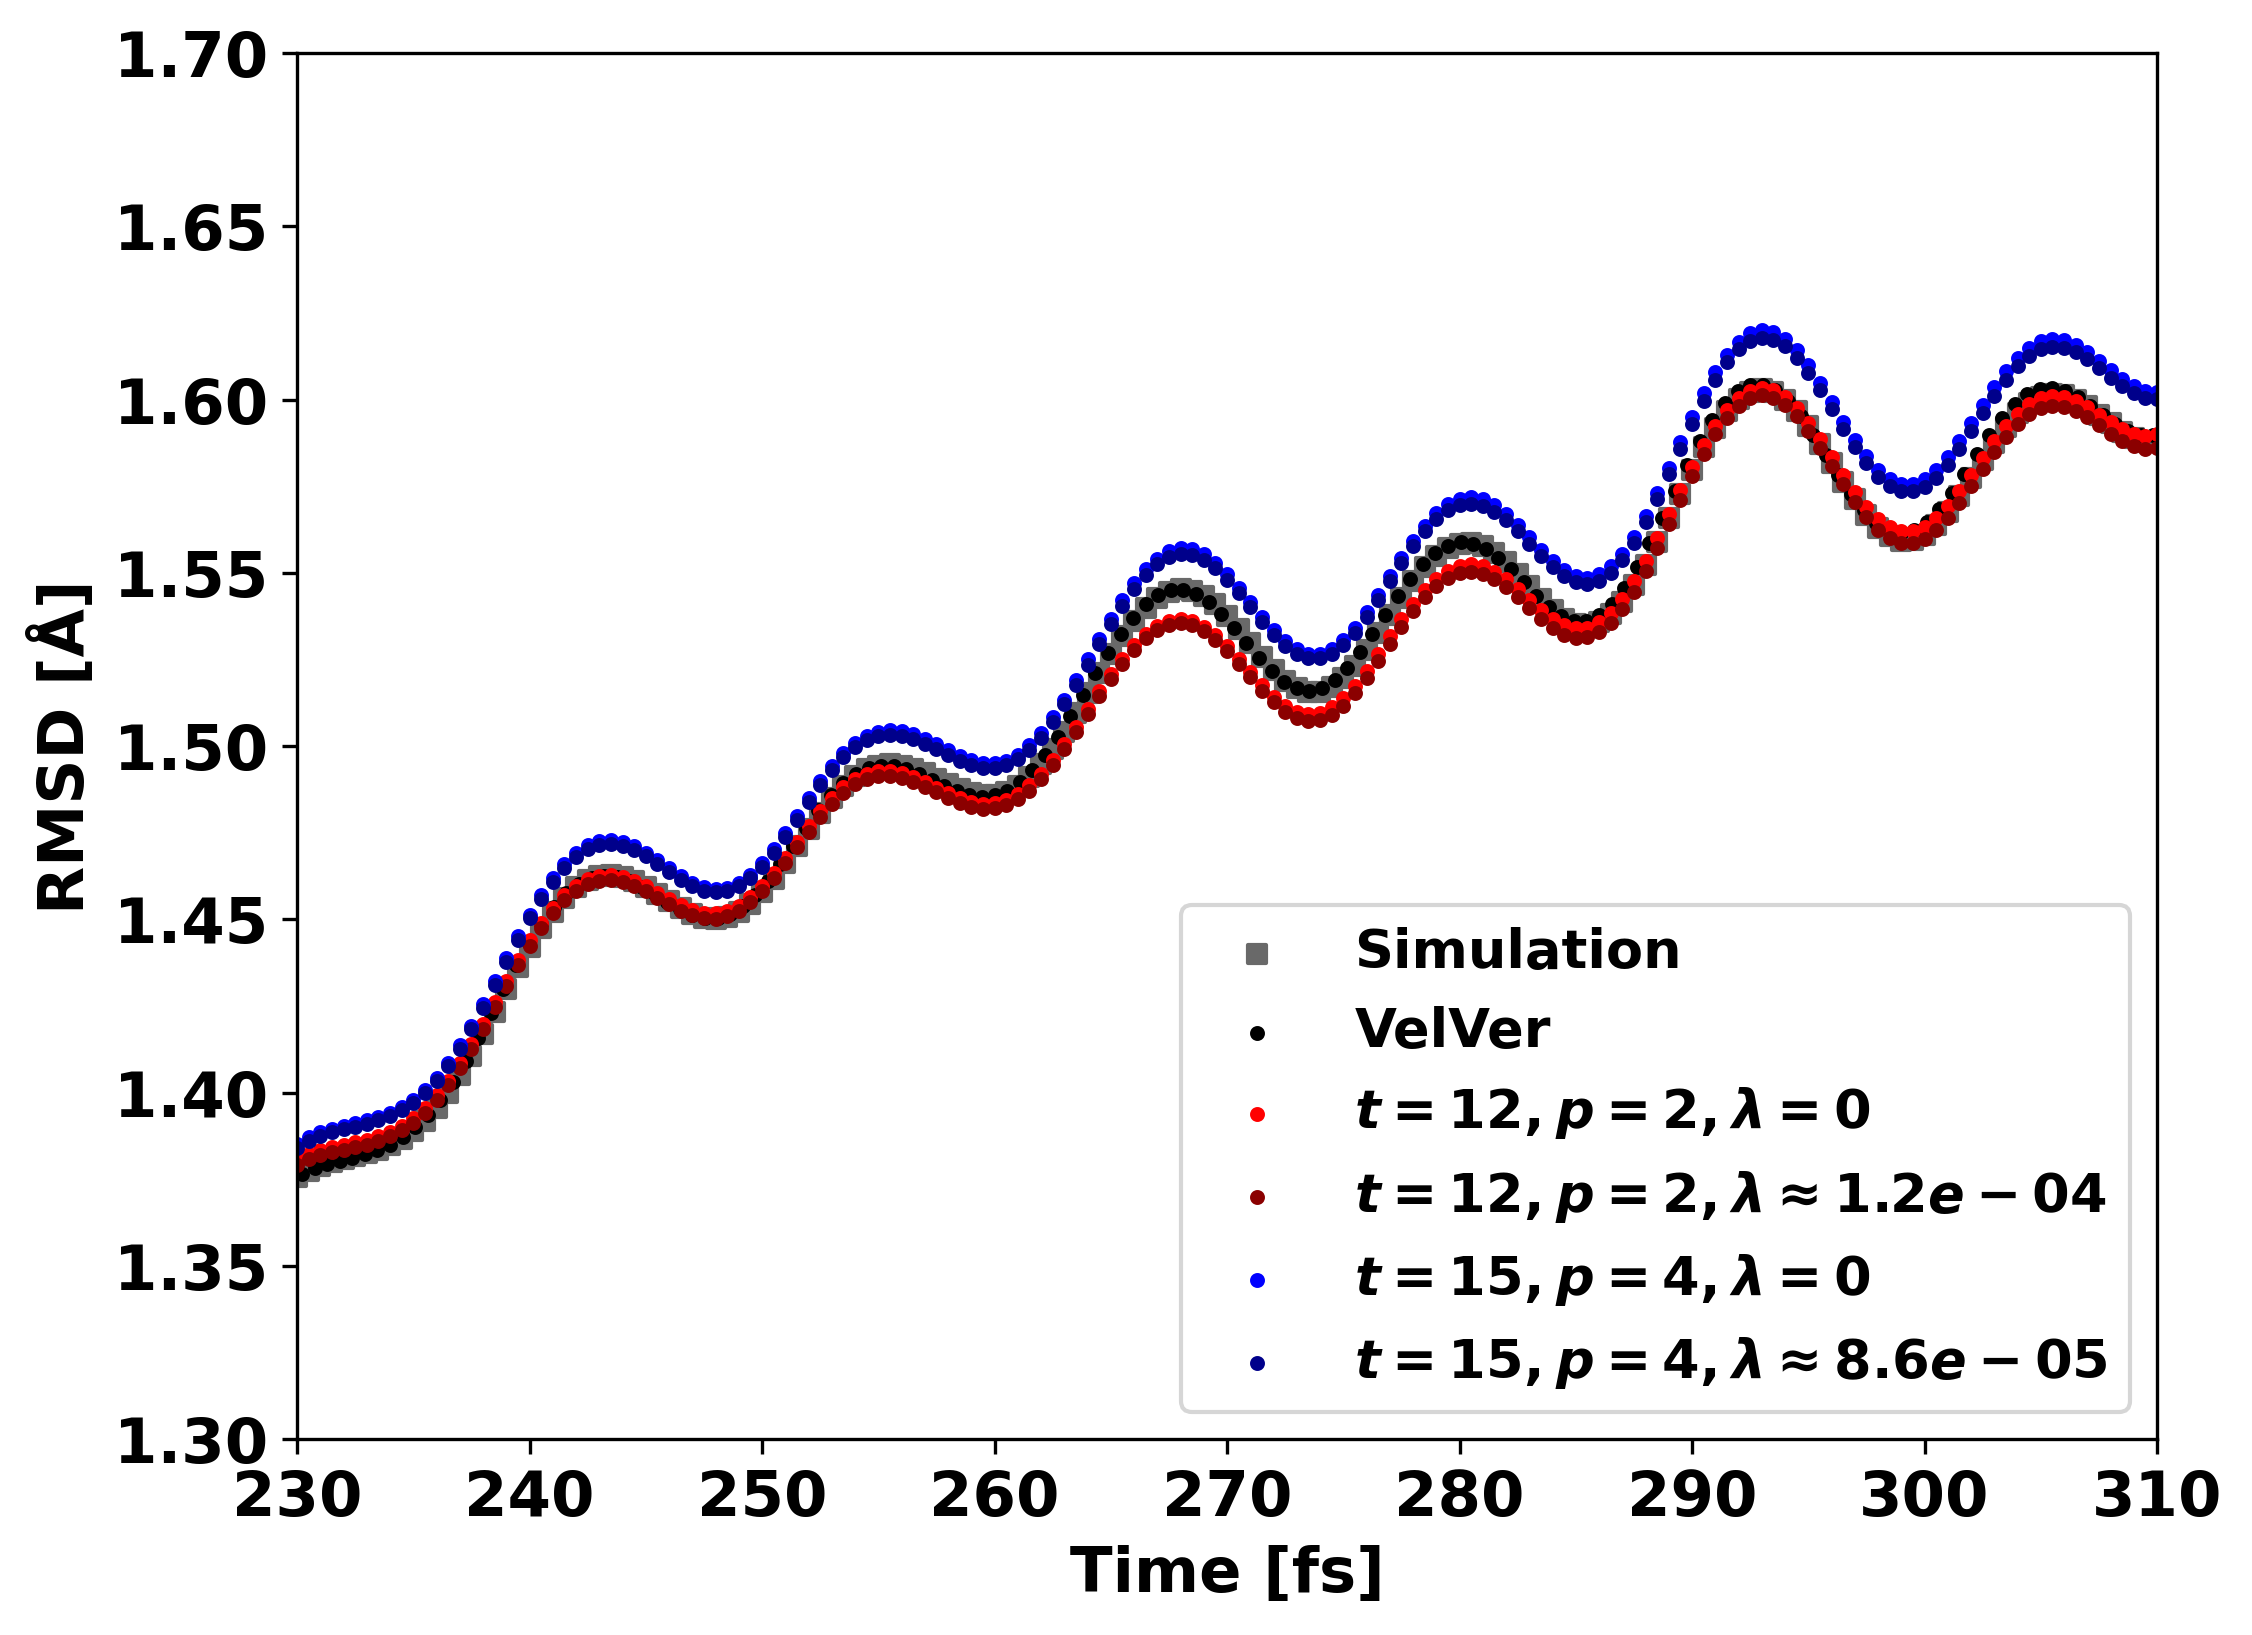 1.70
1.65
1.60
1.55
1.50
1.45
1.40
1.35
1.30
RMSD [Å]
Simulation
VelVer
t = 12, p = 2, λ = 0
t = 12, p = 2, λ ≈ 1.2e − 04
t = 15, p = 4, λ = 0
t = 15, p = 4, λ ≈ 8.6e − 05
230 240 250 260 270 280 290 300 310
Time [fs]